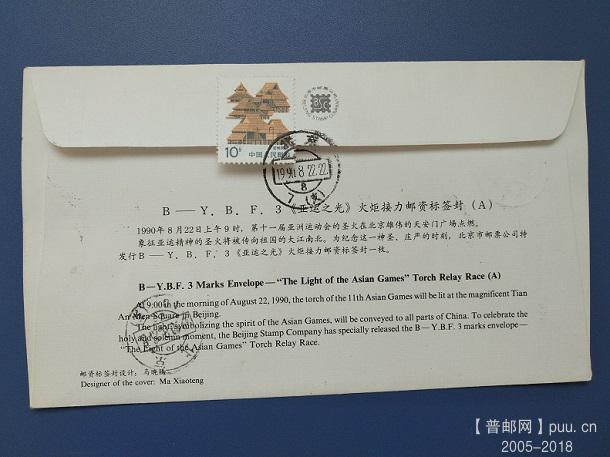 10分
中国人民邮政
北京
1990.8.22.22
8
7(支)
B—Y.B.F.3《亚运之光》火炬接力邮资标签封(A)
1990年8月22日上午9时，第十一届亚洲运动会的圣火在北京雄伟的天安门广场点燃。
象征亚运精神的圣火将被传向祖国的大江南北。为纪念这一神圣、庄严的时刻，北京市邮票公司特
发行B—Y.B.F.3《亚运之光》火炬接力邮资标签封一枚。
B—Y.B.F. 3 Marks Envelope—“The Light of the Asian Games” Torch Relay Race (A)
At 9:00 in the morning of August 22, 1990, the torch of the 11th Asian Games will be lit at the magnificent Tian
An Men Square in Beijing.
The light, symbolizing the spirit of the Asian Games, will be conveyed to all parts of China. To celebrate the
holy and solemn moment, the Beijing Stamp Company has specially released the B—Y.B.F. 3 marks envelope—
“The Light of the Asian Games” Torch Relay Race.
邮资标签封设计：马晓腾
Designer of the cover: Ma Xiaoteng
【普邮网】puu.cn
2005-2018